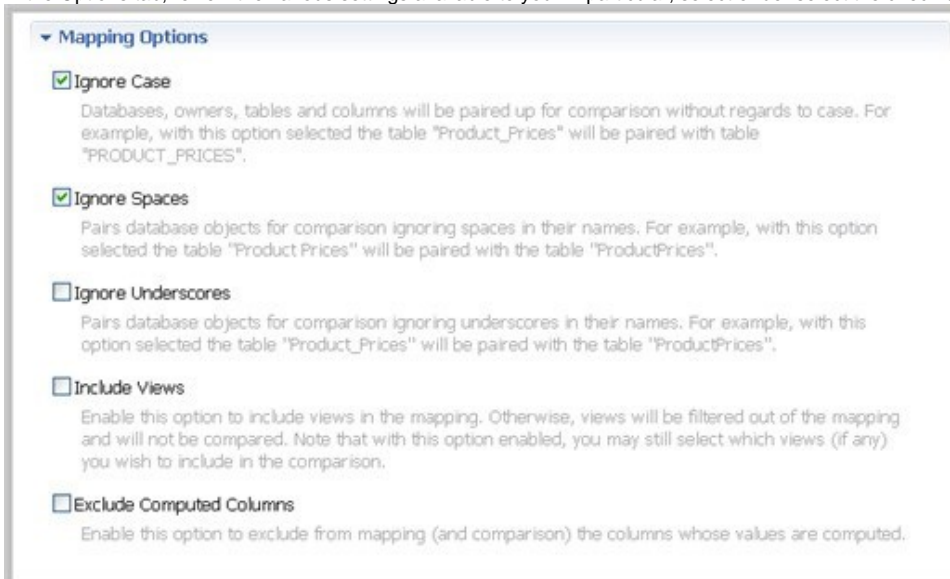 Mapping Options
Ignore Case
Databases, owners, tables and columns will be paired up for comparison without regards to case. For
example, with this option selected the table "Product_Prices" will be paired with table
"PRODUCT_PRICES".
Ignore Spaces
Pairs database objects for comparison ignoring spaces in their names. For example, with this option
selected the table "Product Prices" will be paired with the table "ProductPrices".
Ignore Underscores
Pairs database objects for comparison ignoring underscores in their names. For example, with this
option selected the table "Product_Prices" will be paired with the table "ProductPrices".
Include Views
Enable this option to include views in the mapping. Otherwise, views will be filtered out of the mapping
and will not be compared. Note that with this option enabled, you may still select which views (if any)
you wish to include in the comparison.
Exclude Computed Columns
Enable this option to exclude from mapping (and comparison) the columns whose values are computed.